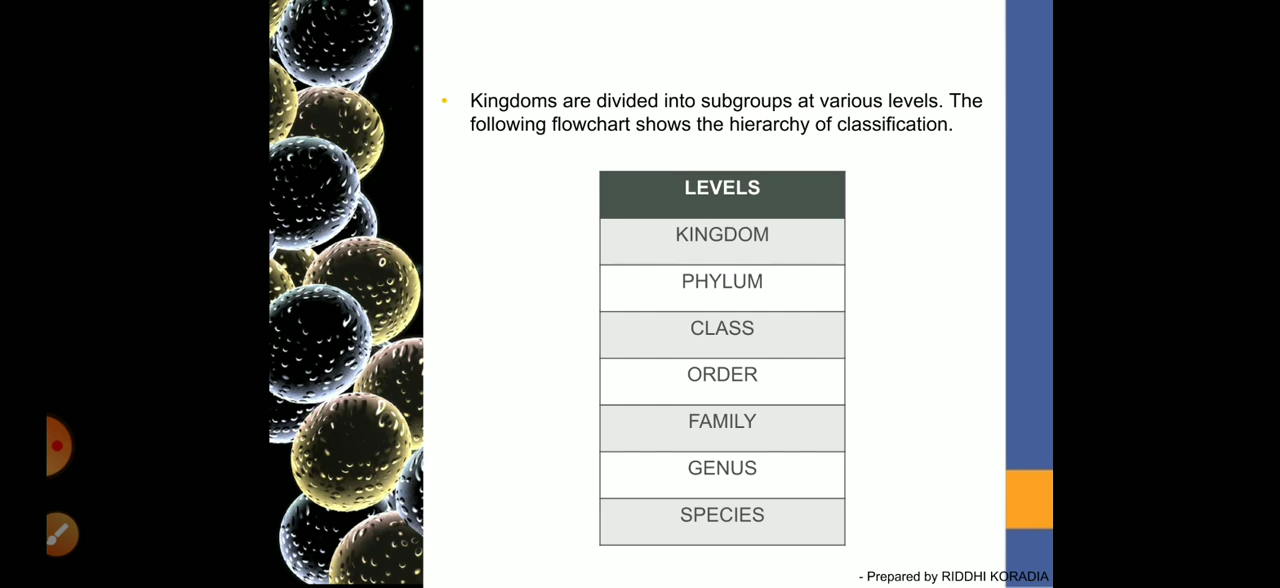 Kingdoms are divided into subgroups at various levels. The
following flowchart shows the hierarchy of classification.
LEVELS
KINGDOM
PHYLUM
CLASS
ORDER
FAMILY
GENUS
SPECIES
- Prepared by RIDDHI KORADIA